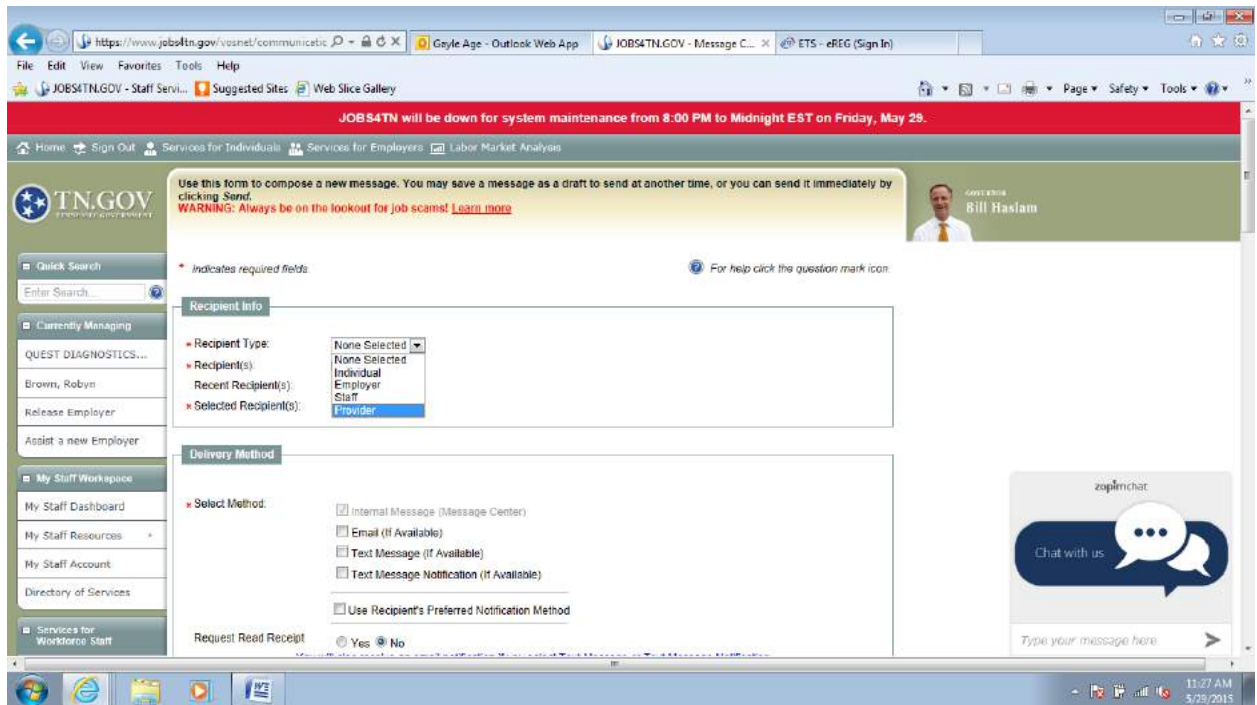 https://www.jobs4tn.gov/vosnet/communicatic
Gayle Age - Outlook Web App
JOBS4TN.GOV - Message C...
ETS - eREG (Sign In)
File Edit View Favorites Tools Help
JOBS4TN.GOV - Staff Servi...
Suggested Sites
Web Slice Gallery
Page Safety Tools
JOBS4TN will be down for system maintenance from 8:00 PM to Midnight EST on Friday, May 29.
Home Sign Out Services for Individuals Services for Employers Labor Market Analysis
TN.GOV
Use this form to compose a new message. You may save a message as a draft to send at another time, or you can send it immediately by
clicking Send.
WARNING: Always be on the lookout for job scams! Learn more
GOVERNOR
Bill Haslam
Quick Search
Enter Search...
Currently Managing
QUEST DIAGNOSTICS...
Brown, Robyn
Release Employer
Assist a new Employer
My Staff Workspace
My Staff Dashboard
My Staff Resources
My Staff Account
Directory of Services
Services for
Workforce Staff
* Indicates required fields.
For help click the question mark icon.
Recipient Info
* Recipient Type:
None Selected
None Selected
Individual
Employer
Staff
Provider
* Recipient(s):
Recent Recipient(s):
* Selected Recipient(s):
Delivery Method
* Select Method:
Internal Message (Message Center)
Email (If Available)
Text Message (If Available)
Text Message Notification (If Available)
Use Recipient's Preferred Notification Method
Request Read Receipt
Yes No
zopim chat
Chat with us
Type your message here
11:27 AM
5/29/2015